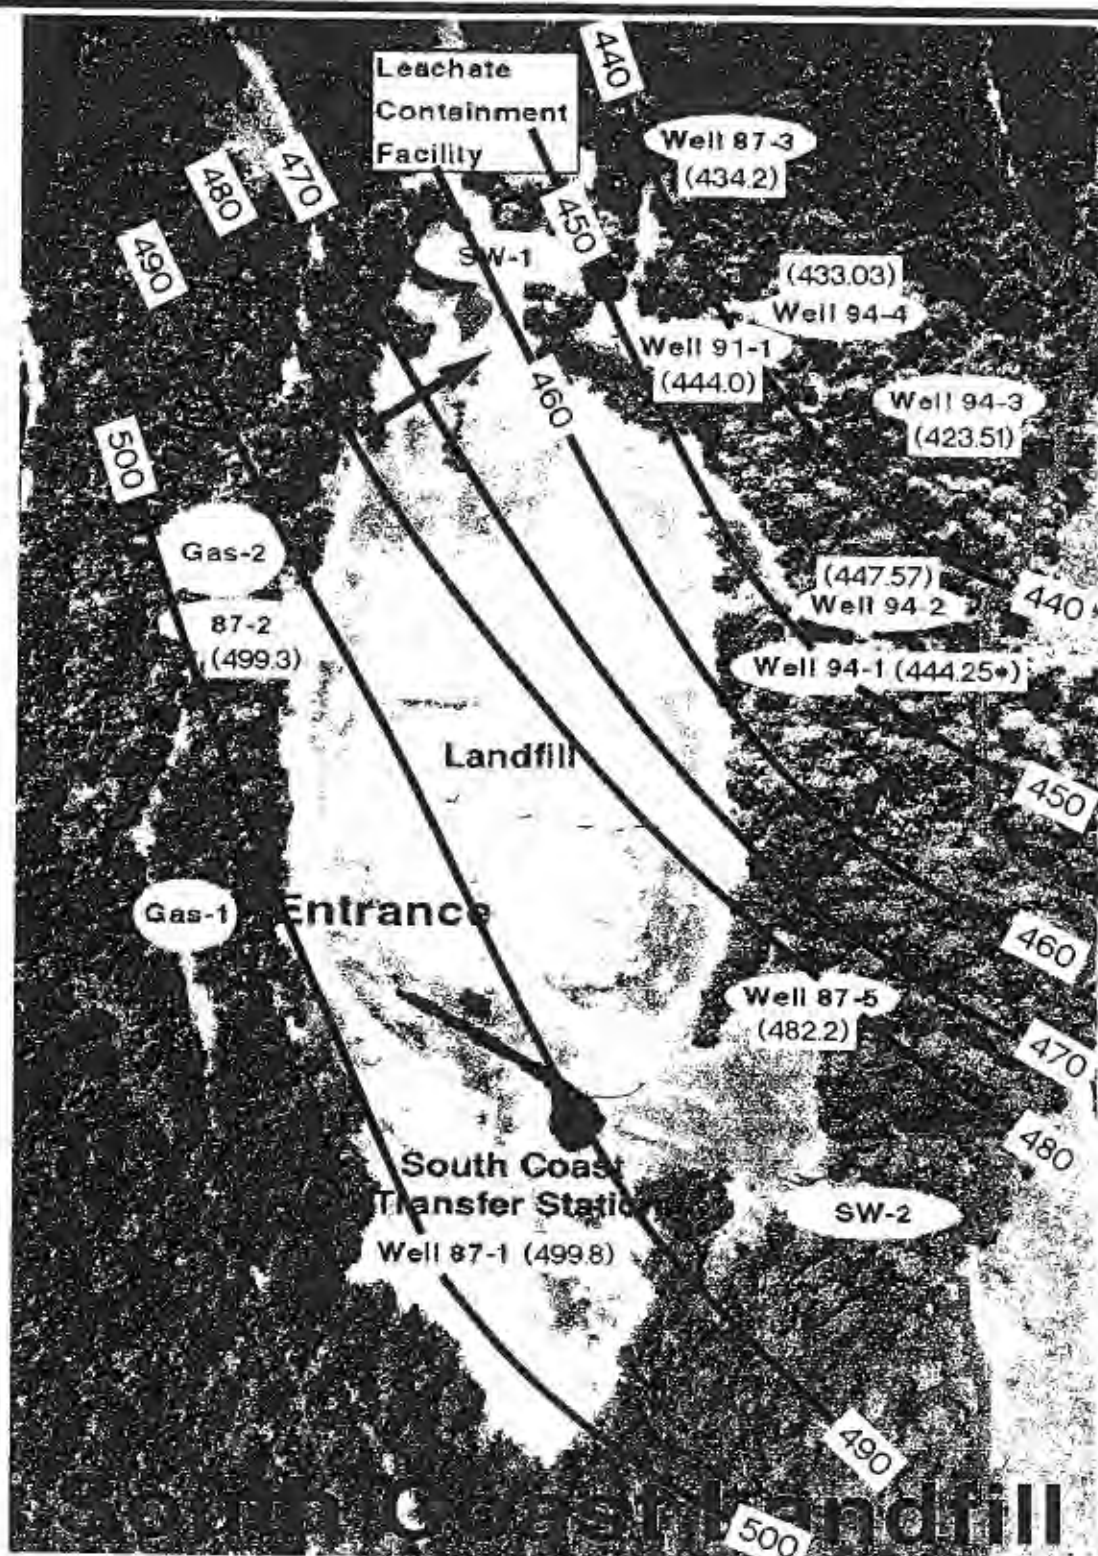 440
Leachate
Containment
Facility
Well 87-3
(434.2)
470
480
450
490
SW-1
(433.03)
Well 94-4
Well 91-1
(444.0)
460
Well 94-3
(423.51)
500
Gas-2
(447.57)
Well 94-2
440
87-2
(499.3)
Well 94-1 (444.25*)
Landfill
450
Gas-1
Entrance
460
Well 87-5
(482.2)
470
480
South Coast
Transfer Station
SW-2
Well 87-1 (499.8)
490
South Coast Landfill
500